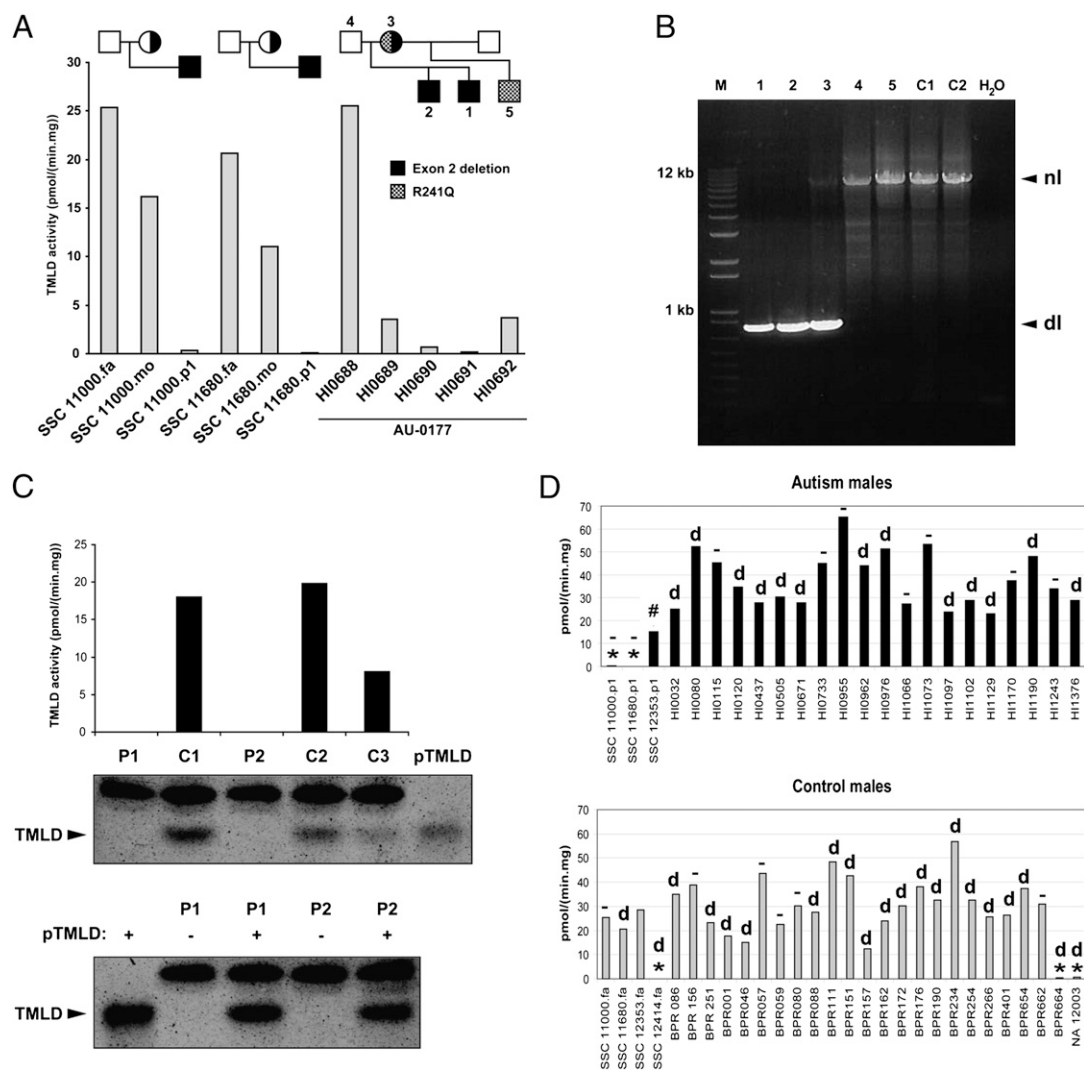 A
4 3
2 1 5
30
25
20
15
10
5
0
TMLD activity (pmol/(min.mg))
Exon 2 deletion
R241Q
SSC 11000.fa
SSC 11000.mo
SSC 11000.p1
SSC 11680.fa
SSC 11680.mo
SSC 11680.p1
HI0688
HI0689
HI0690
HI0691
HI0692
AU-0177
B
M 1 2 3 4 5 C1 C2 H2O
12 kb
nl
1 kb
dl
C
25
20
15
10
5
0
TMLD activity (pmol/(min.mg))
P1 C1 P2 C2 C3 pTMLD
TMLD
P1 P1 P2 P2
pTMLD: + - + - +
TMLD
D
Autism males
70
60
50
40
30
20
10
0
pmol/(min.mg)
- - # d d - d d d d - - d d - - d d d - d - d
* *
SSC 11000.p1
SSC 11680.p1
SSC 12353.p1
HI0032
HI0080
HI0115
HI0120
HI0437
HI0505
HI0671
HI0733
HI0955
HI0962
HI0976
HI1066
HI1073
HI1097
HI1102
HI1129
HI1170
HI1190
HI1243
HI1376
Control males
70
60
50
40
30
20
10
0
pmol/(min.mg)
- d - d d - d d d - - - d d d d d d d d d d d d d - d d
* * *
SSC 11000.fa
SSC 11680.fa
SSC 12353.fa
SSC 12414.fa
BPR 086
BPR 156
BPR 251
BPR001
BPR046
BPR057
BPR059
BPR080
BPR088
BPR111
BPR151
BPR157
BPR162
BPR172
BPR176
BPR190
BPR234
BPR254
BPR266
BPR401
BPR654
BPR662
BPR664
NA 12003